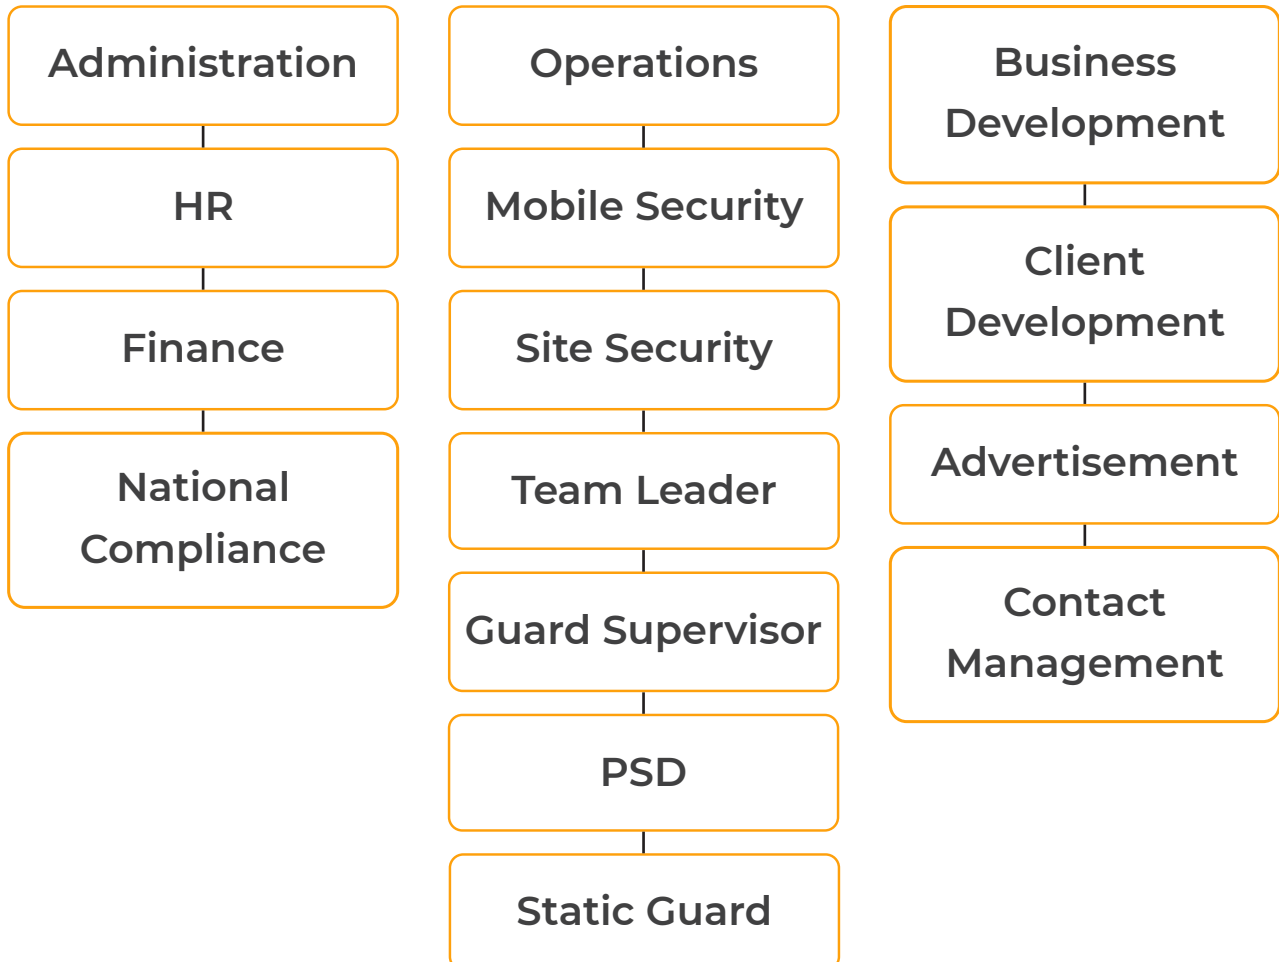 Administration
HR
Finance
National
Compliance
Operations
Mobile Security
Site Security
Team Leader
Guard Supervisor
PSD
Static Guard
Business
Development
Client
Development
Advertisement
Contact
Management